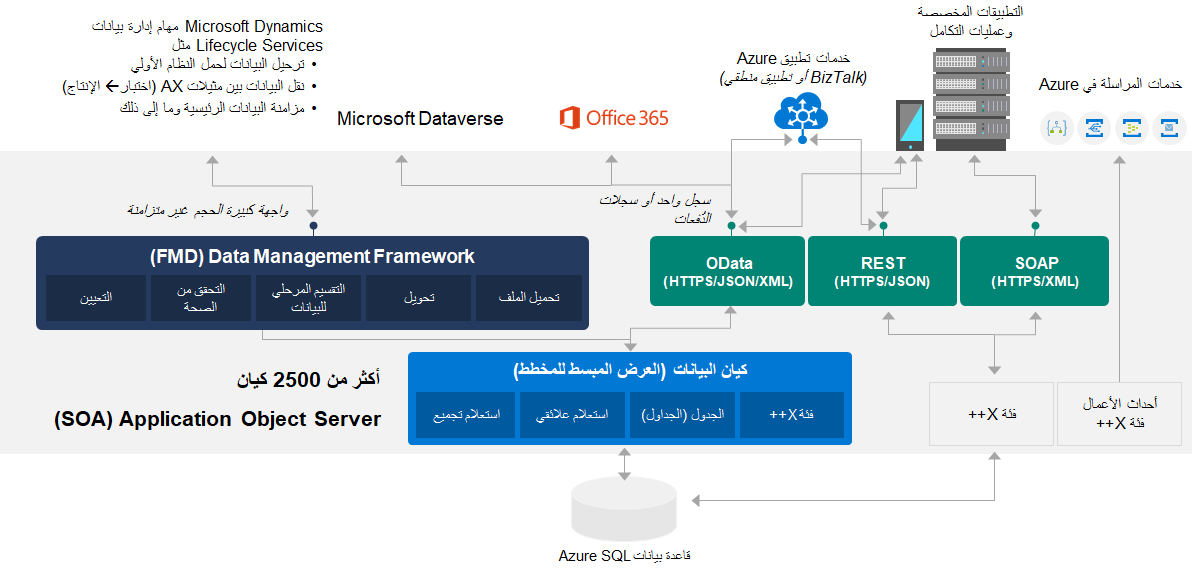 Microsoft Dynamics مهام إدارة بيانات
Lifecycle Services مثل
• ترحيل البيانات لحمل النظام الأولي
• نقل البيانات بين مثيلات AX (اختبار← الإنتاج)
• مزامنة البيانات الرئيسية وما إلى ذلك
Microsoft Dataverse
Office 365
خدمات تطبيق Azure
(BizTalk أو تطبيق منطقي)
التطبيقات المخصصة
وعمليات التكامل
خدمات المراسلة في Azure
واجهة كبيرة الحجم غير متزامنة
سجل واحد أو سجلات
الدُفعات
(FMD) Data Management Framework
تحميل الملف
تحويل
التقسيم المرحلي
للبيانات
التحقق من
الصحة
التعيين
OData
(HTTPS/JSON/XML)
REST
(HTTPS/JSON)
SOAP
(HTTPS/XML)
كيان البيانات (العرض المبسط للمخطط)
فئة X++
الجدول (الجداول)
استعلام علائقي
استعلام تجميع
أكثر من 2500 كيان
(SOA) Application Object Server
فئة X++
أحداث الأعمال
فئة X++
قاعدة بيانات Azure SQL